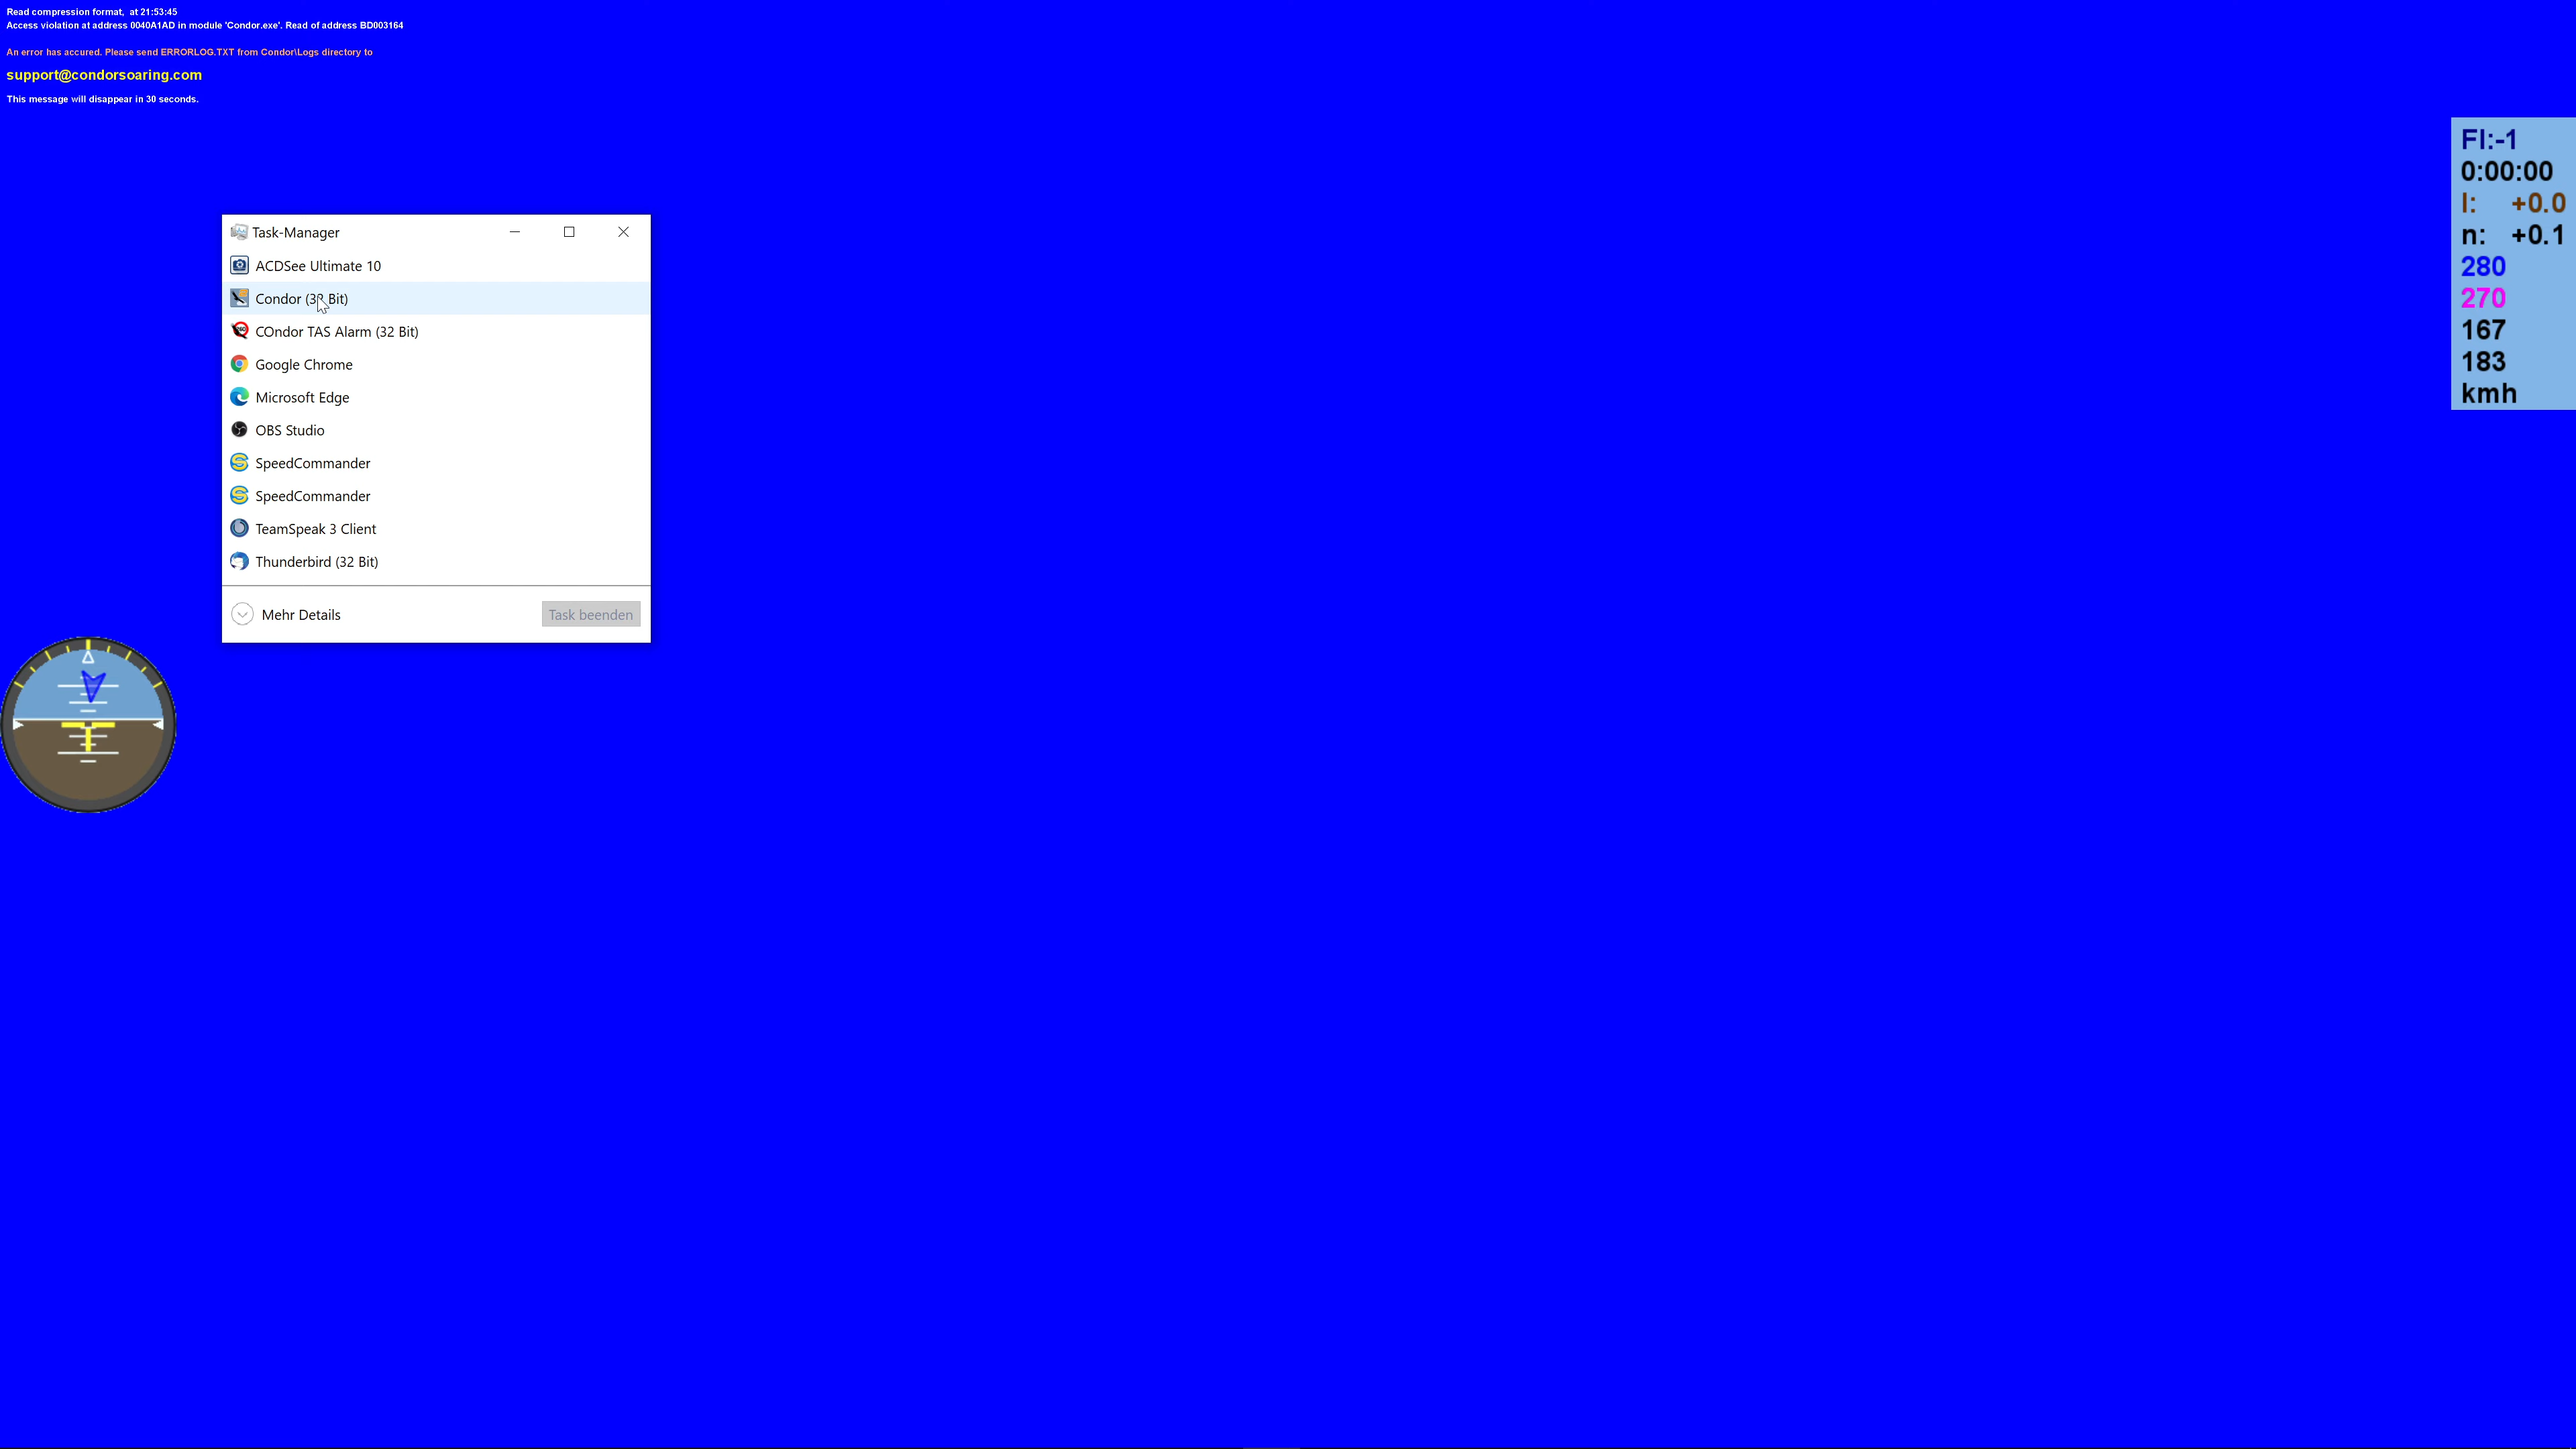 Read compression format,  at 21:53:45
Access violation at address 0040A1AD in module 'Condor.exe'. Read of address BD003164
An error has accured. Please send ERRORLOG.TXT from Condor\Logs directory to
support@condorsoaring.com
This message will disappear in 30 seconds.
Fl:-1
0:00:00
I: +0.0
n: +0.1
280
270
167
183
kmh
Task-Manager
ACDSee Ultimate 10
Condor (32 Bit)
COndor TAS Alarm (32 Bit)
Google Chrome
Microsoft Edge
OBS Studio
SpeedCommander
SpeedCommander
TeamSpeak 3 Client
Thunderbird (32 Bit)
Mehr Details
Task beenden